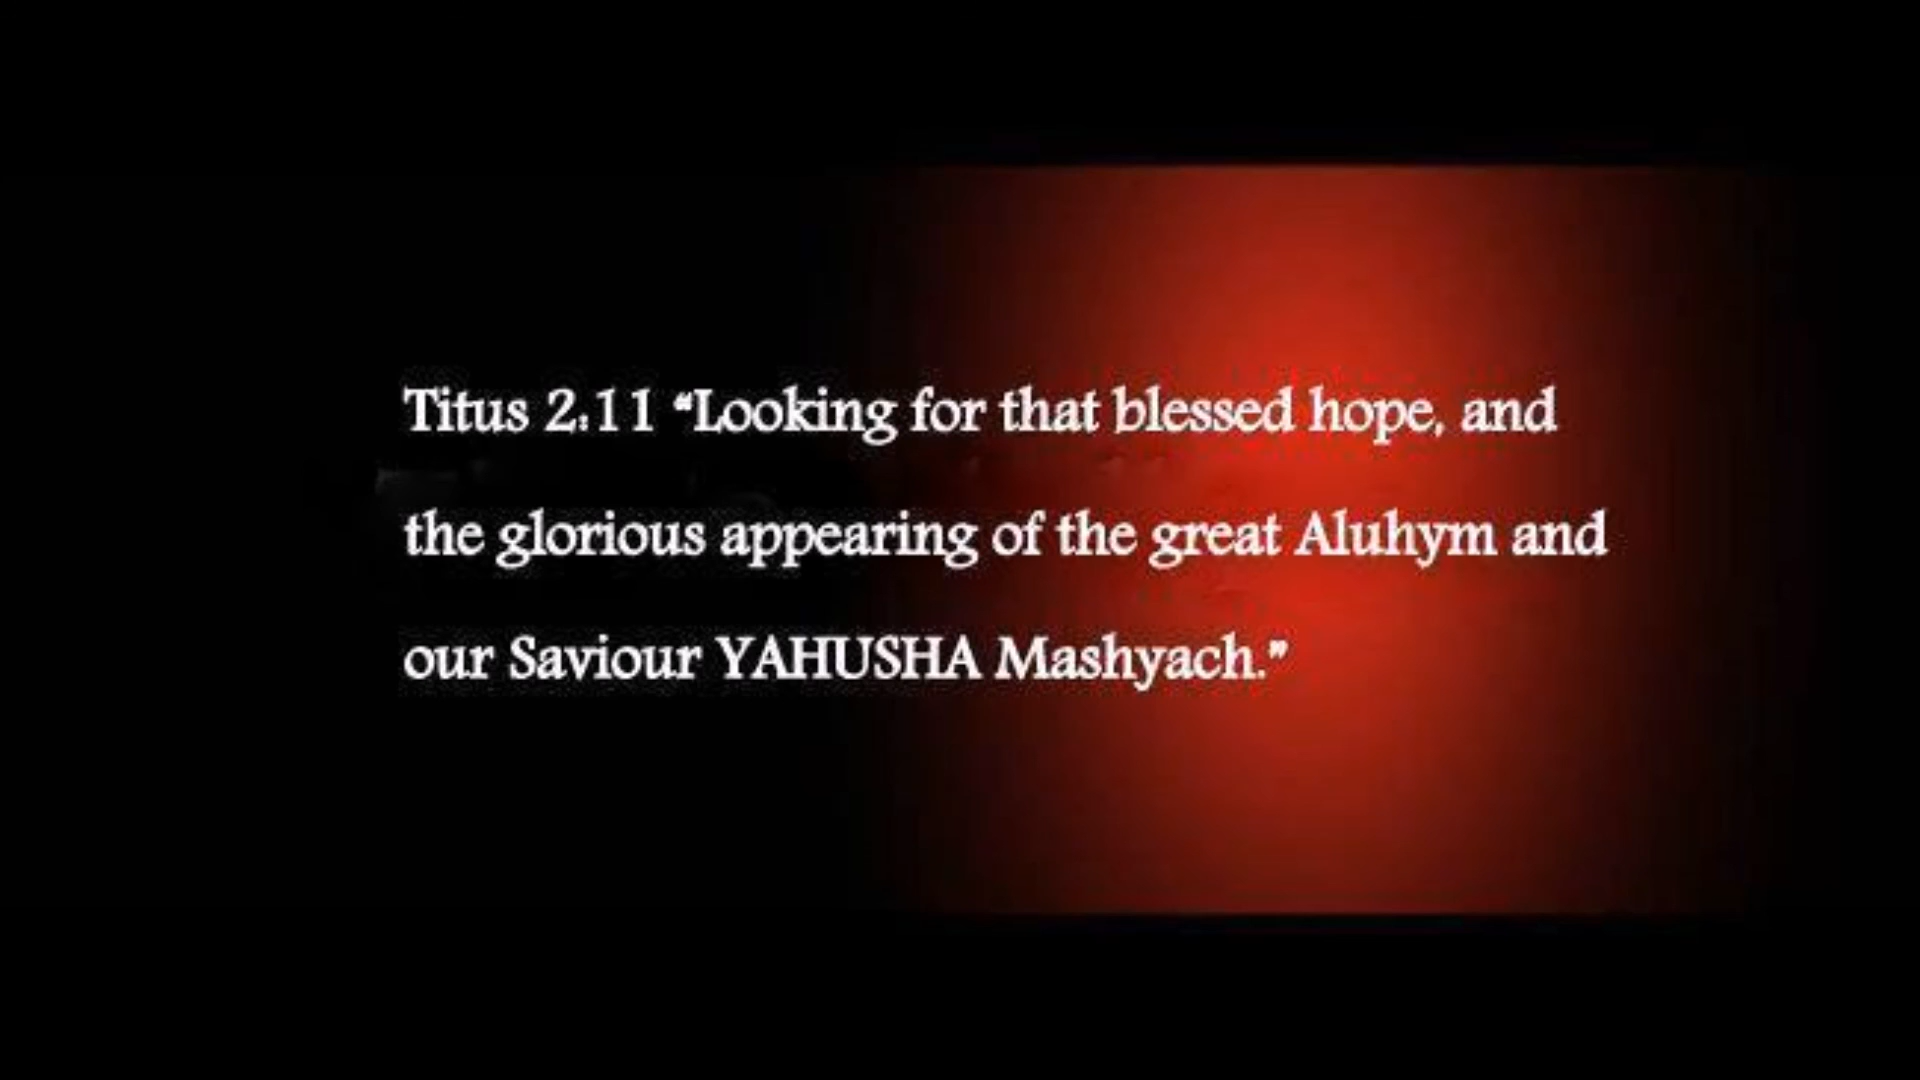 Titus 2:11 “Looking for that blessed hope, and
the glorious appearing of the great Aluhym and
our Saviour YAHUSHA Mashyach.”